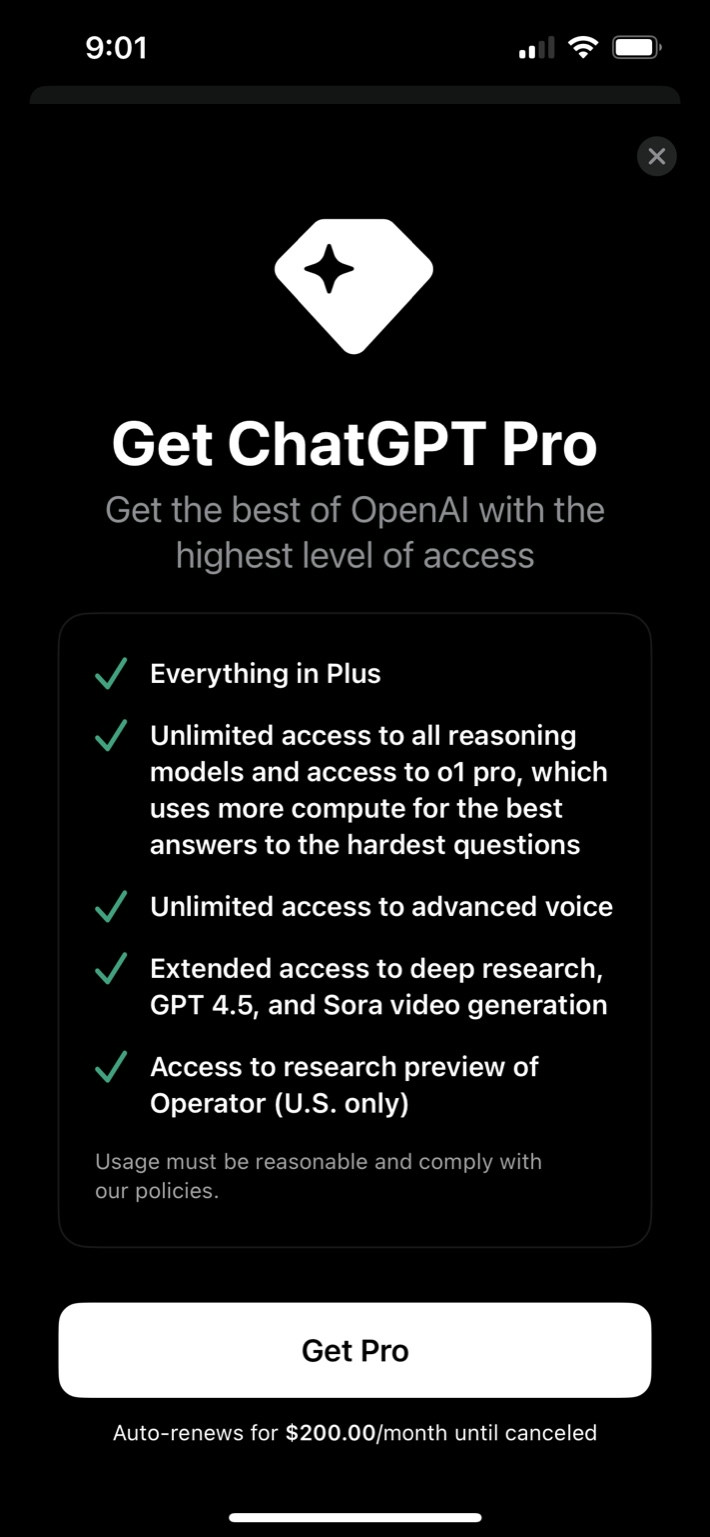 9:01
Get ChatGPT Pro
Get the best of OpenAI with the
highest level of access
Everything in Plus
Unlimited access to all reasoning
models and access to o1 pro, which
uses more compute for the best
answers to the hardest questions
Unlimited access to advanced voice
Extended access to deep research,
GPT 4.5, and Sora video generation
Access to research preview of
Operator (U.S. only)
Usage must be reasonable and comply with
our policies.
Get Pro
Auto-renews for $200.00/month until canceled